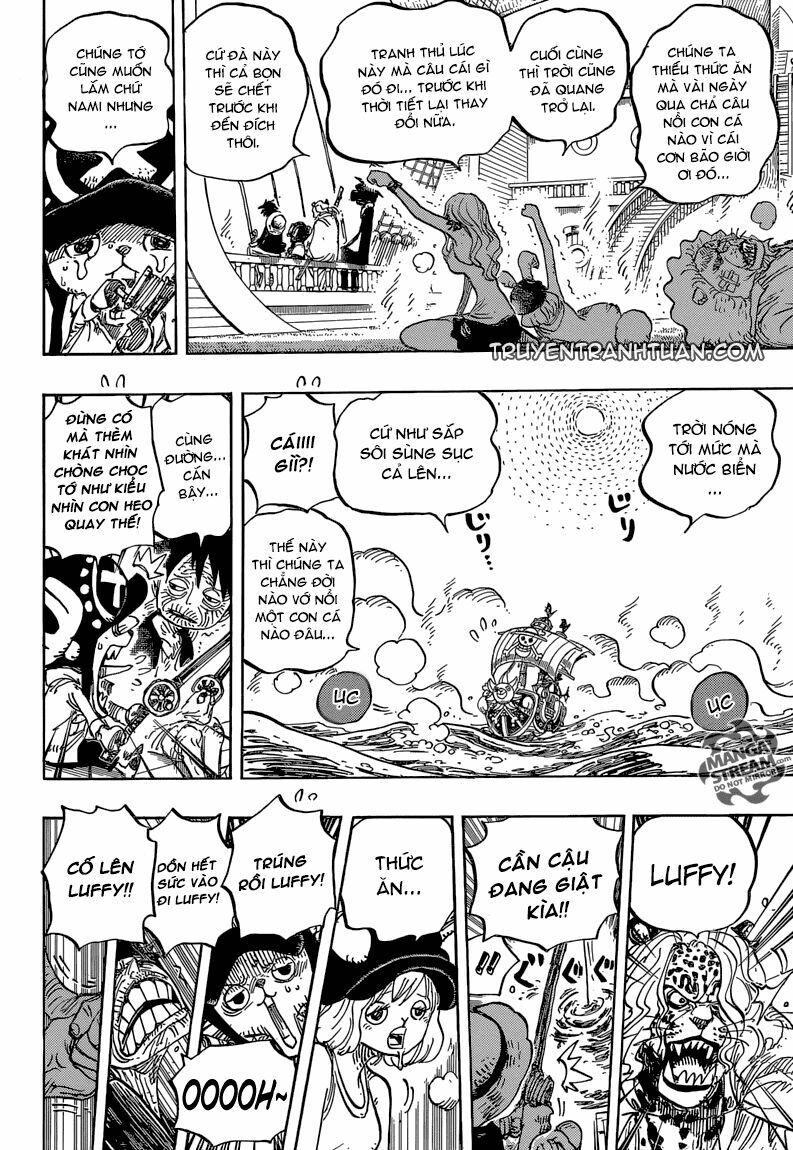 CHÚNG TA
THIẾU THỨC ĂN
MÀ VÀI NGÀY
QUA CHẢ CÂU
NỔI CON CÁ
NÀO VÌ CÁI
CƠN BÃO GIỜI
ƠI ĐÓ...
CUỐI CÙNG
THÌ TRỜI CŨNG
ĐÃ QUANG
TRỞ LẠI.
TRANH THỦ LÚC
NÀY MÀ CÂU CÁI GÌ
ĐÓ ĐI... TRƯỚC KHI
THỜI TIẾT LẠI THAY
ĐỔI NỮA.
CỨ ĐÀ NÀY
THÌ CẢ BỌN
SẼ CHẾT
TRƯỚC KHI
ĐẾN ĐÍCH
THÔI.
CHÚNG TỚ
CŨNG MUỐN
LẮM CHỨ
NAMI NHƯNG
...
TRUYENTRANHTUAN.COM
TRỜI NÓNG
TỚI MỨC MÀ
NƯỚC BIỂN
...
CỨ NHƯ SẮP
SÔI SÙNG SỤC
CẢ LÊN...
じり
じり...
ỤC
ỤC
CÁIIII
GÌ?!
THẾ NÀY
THÌ CHÚNG TA
CHẲNG ĐỜI
NÀO VỚ NỔI
MỘT CON CÁ
NÀO ĐÂU...
CÙNG
ĐƯỜNG...
CẤN
BẬY...
ĐỪNG CÓ
MÀ THÈM
KHÁT NHÌN
CHÒNG CHỌC
TỚ NHƯ KIỂU
NHÌN CON HEO
QUAY THẾ!
MANGA
STREAM.com
DO NOT MIRROR
LUFFY!
CẦN CÂU
ĐANG GIẬT
KÌA!!
THỨC
ĂN...
TRÚNG
RỒI LUFFY!
DỒN HẾT
SỨC VÀO
ĐI LUFFY!
CỐ LÊN
LUFFY!!
OOOOH~